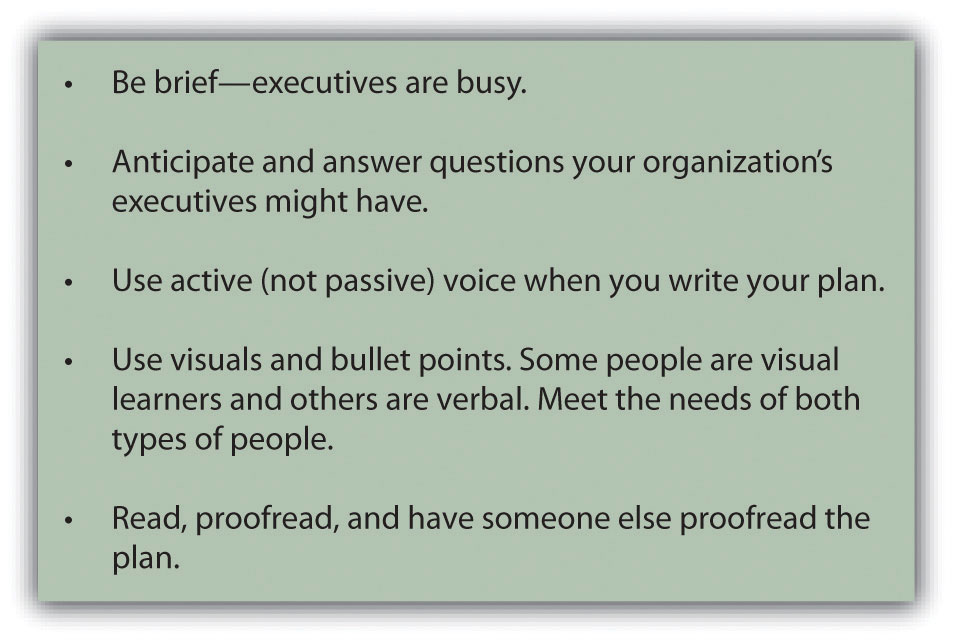 • Be brief—executives are busy.
• Anticipate and answer questions your organization’s
executives might have.
• Use active (not passive) voice when you write your plan.
• Use visuals and bullet points. Some people are visual
learners and others are verbal. Meet the needs of both
types of people.
• Read, proofread, and have someone else proofread the
plan.